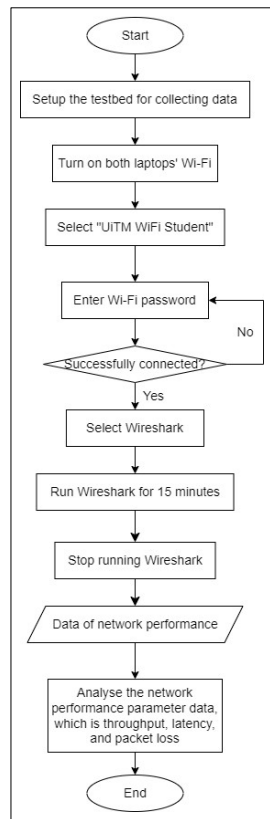 Start
Setup the testbed for collecting data
Turn on both laptops' Wi-Fi
Select "UiTM WiFi Student"
Enter Wi-Fi password
No
Successfully connected?
Yes
Select Wireshark
Run Wireshark for 15 minutes
Stop running Wireshark
Data of network performance
Analyse the network
performance parameter data,
which is throughput, latency,
and packet loss
End